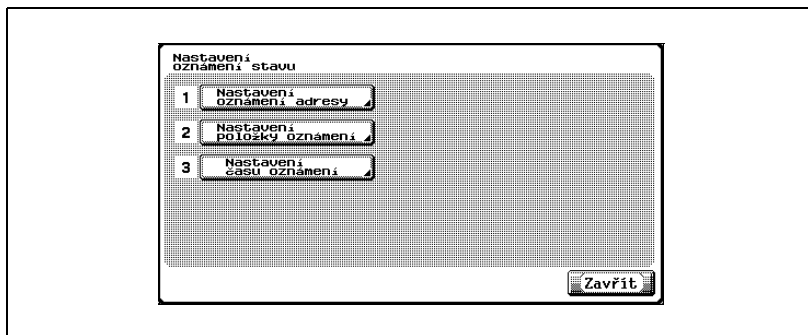 Nastavení
oznámení stavu
1 Nastavení
oznámení adresy
2 Nastavení
položky oznámení
3 Nastavení
času oznámení
Zavřít